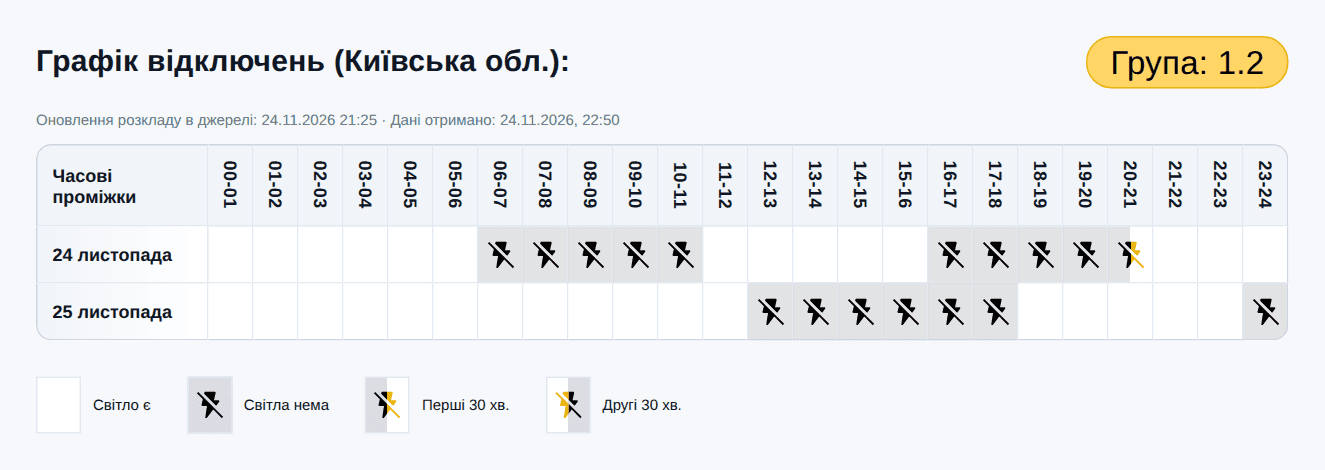 Графік відключень (Київська обл.):
Група: 1.2
Оновлення розкладу в джерелі: 24.11.2026 21:25 · Дані отримано: 24.11.2026, 22:50
Часові
проміжки
00-01
01-02
02-03
03-04
04-05
05-06
06-07
07-08
08-09
09-10
10-11
11-12
12-13
13-14
14-15
15-16
16-17
17-18
18-19
19-20
20-21
21-22
22-23
23-24
24 листопада
25 листопада
Світло є
Світла нема
Перші 30 хв.
Другі 30 хв.